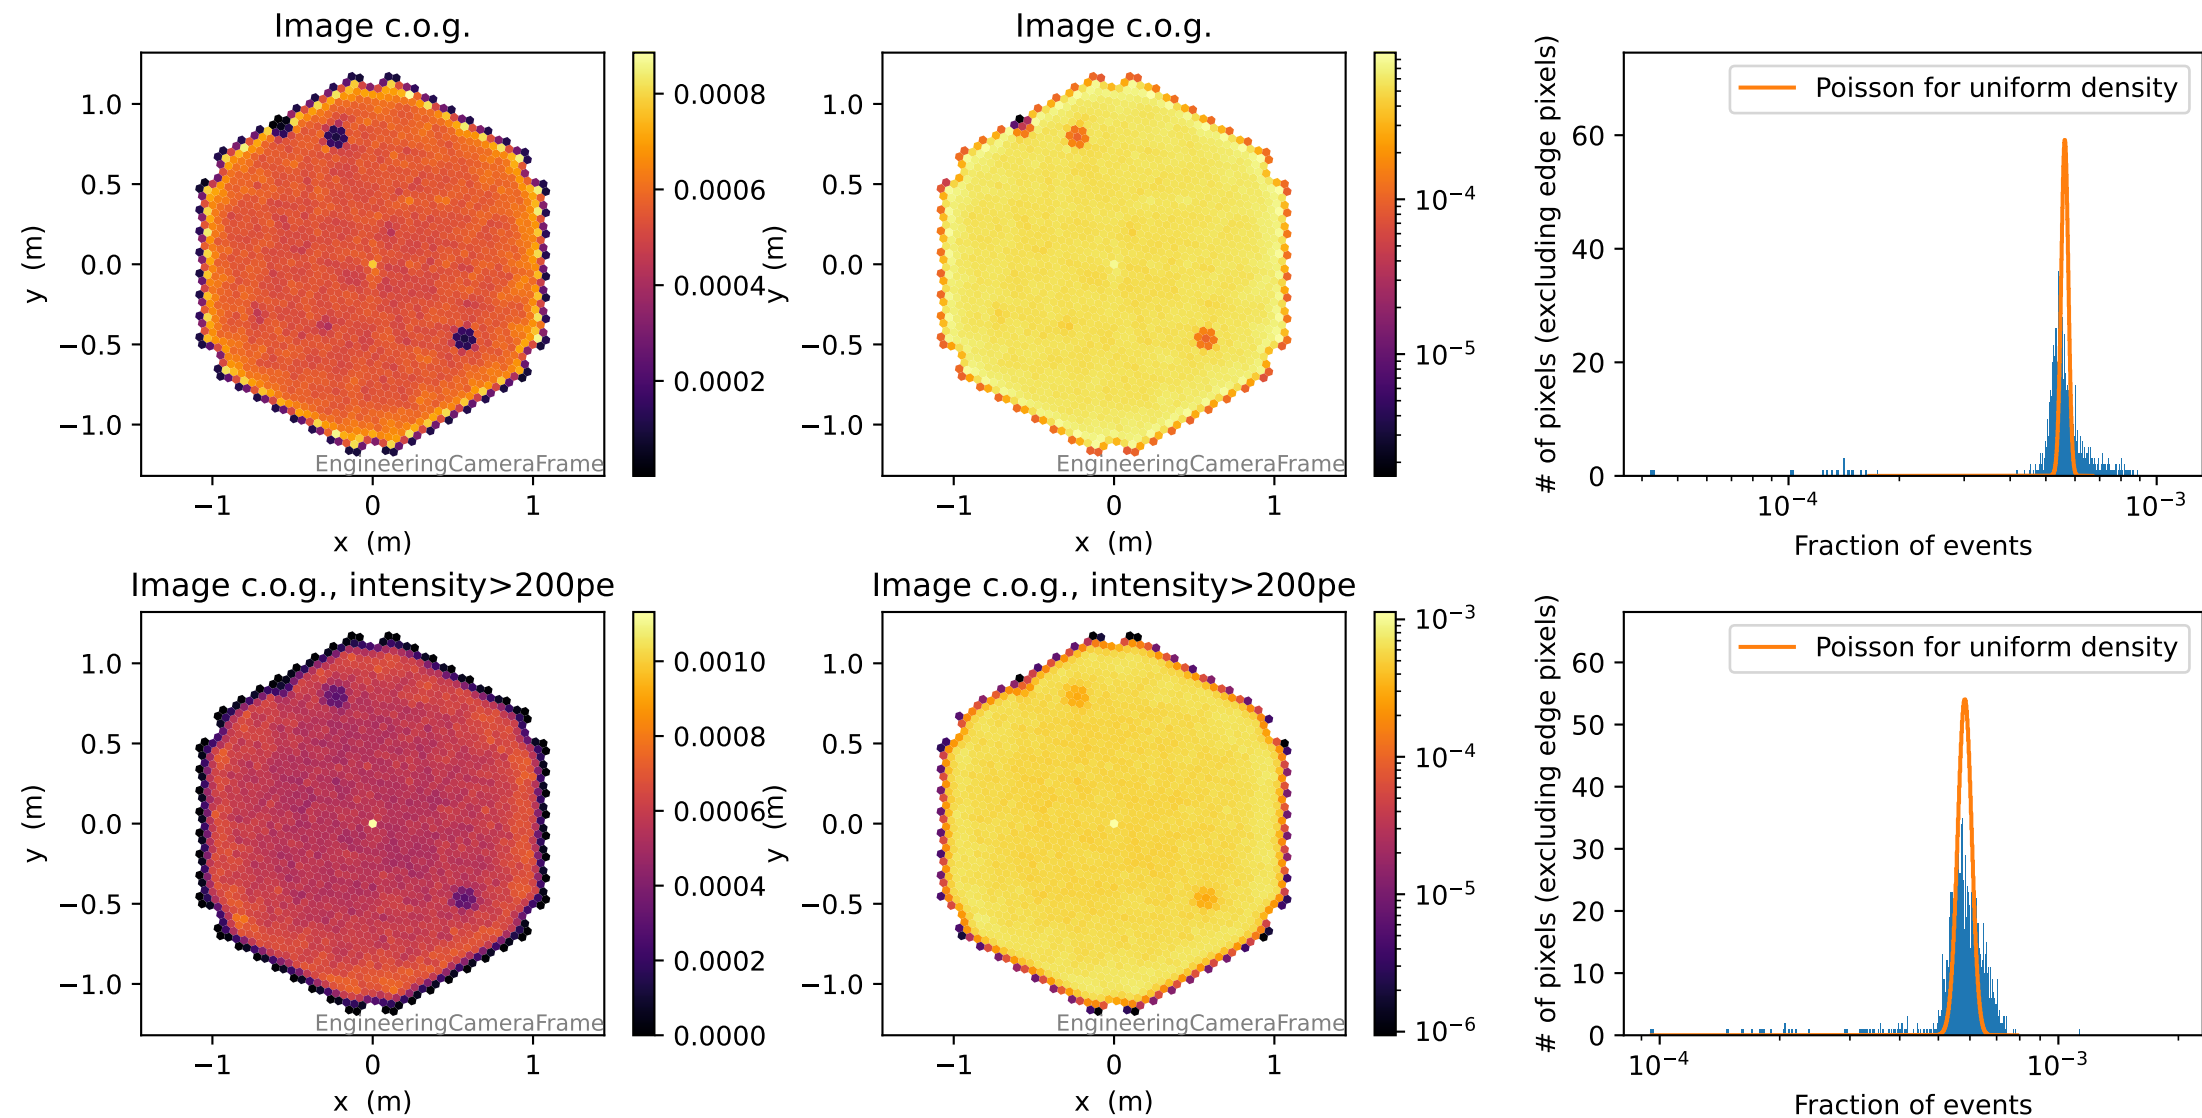 Image c.o.g.
1.0
0.5
0.0
−0.5
−1.0
y (m)
−1
0
1
x (m)
EngineeringCameraFrame
0.0008
0.0006
0.0004
0.0002
Image c.o.g.
1.0
0.5
0.0
−0.5
−1.0
y (m)
−1
0
1
x (m)
EngineeringCameraFrame
10⁻⁴
10⁻⁵
# of pixels (excluding edge pixels)
60
40
20
0
Poisson for uniform density
10⁻⁴
10⁻³
Fraction of events
Image c.o.g., intensity>200pe
1.0
0.5
0.0
−0.5
−1.0
y (m)
−1
0
1
x (m)
EngineeringCameraFrame
0.0010
0.0008
0.0006
0.0004
0.0002
0.0000
Image c.o.g., intensity>200pe
1.0
0.5
0.0
−0.5
−1.0
y (m)
−1
0
1
x (m)
EngineeringCameraFrame
10⁻³
10⁻⁴
10⁻⁵
10⁻⁶
# of pixels (excluding edge pixels)
60
50
40
30
20
10
0
Poisson for uniform density
10⁻⁴
10⁻³
Fraction of events